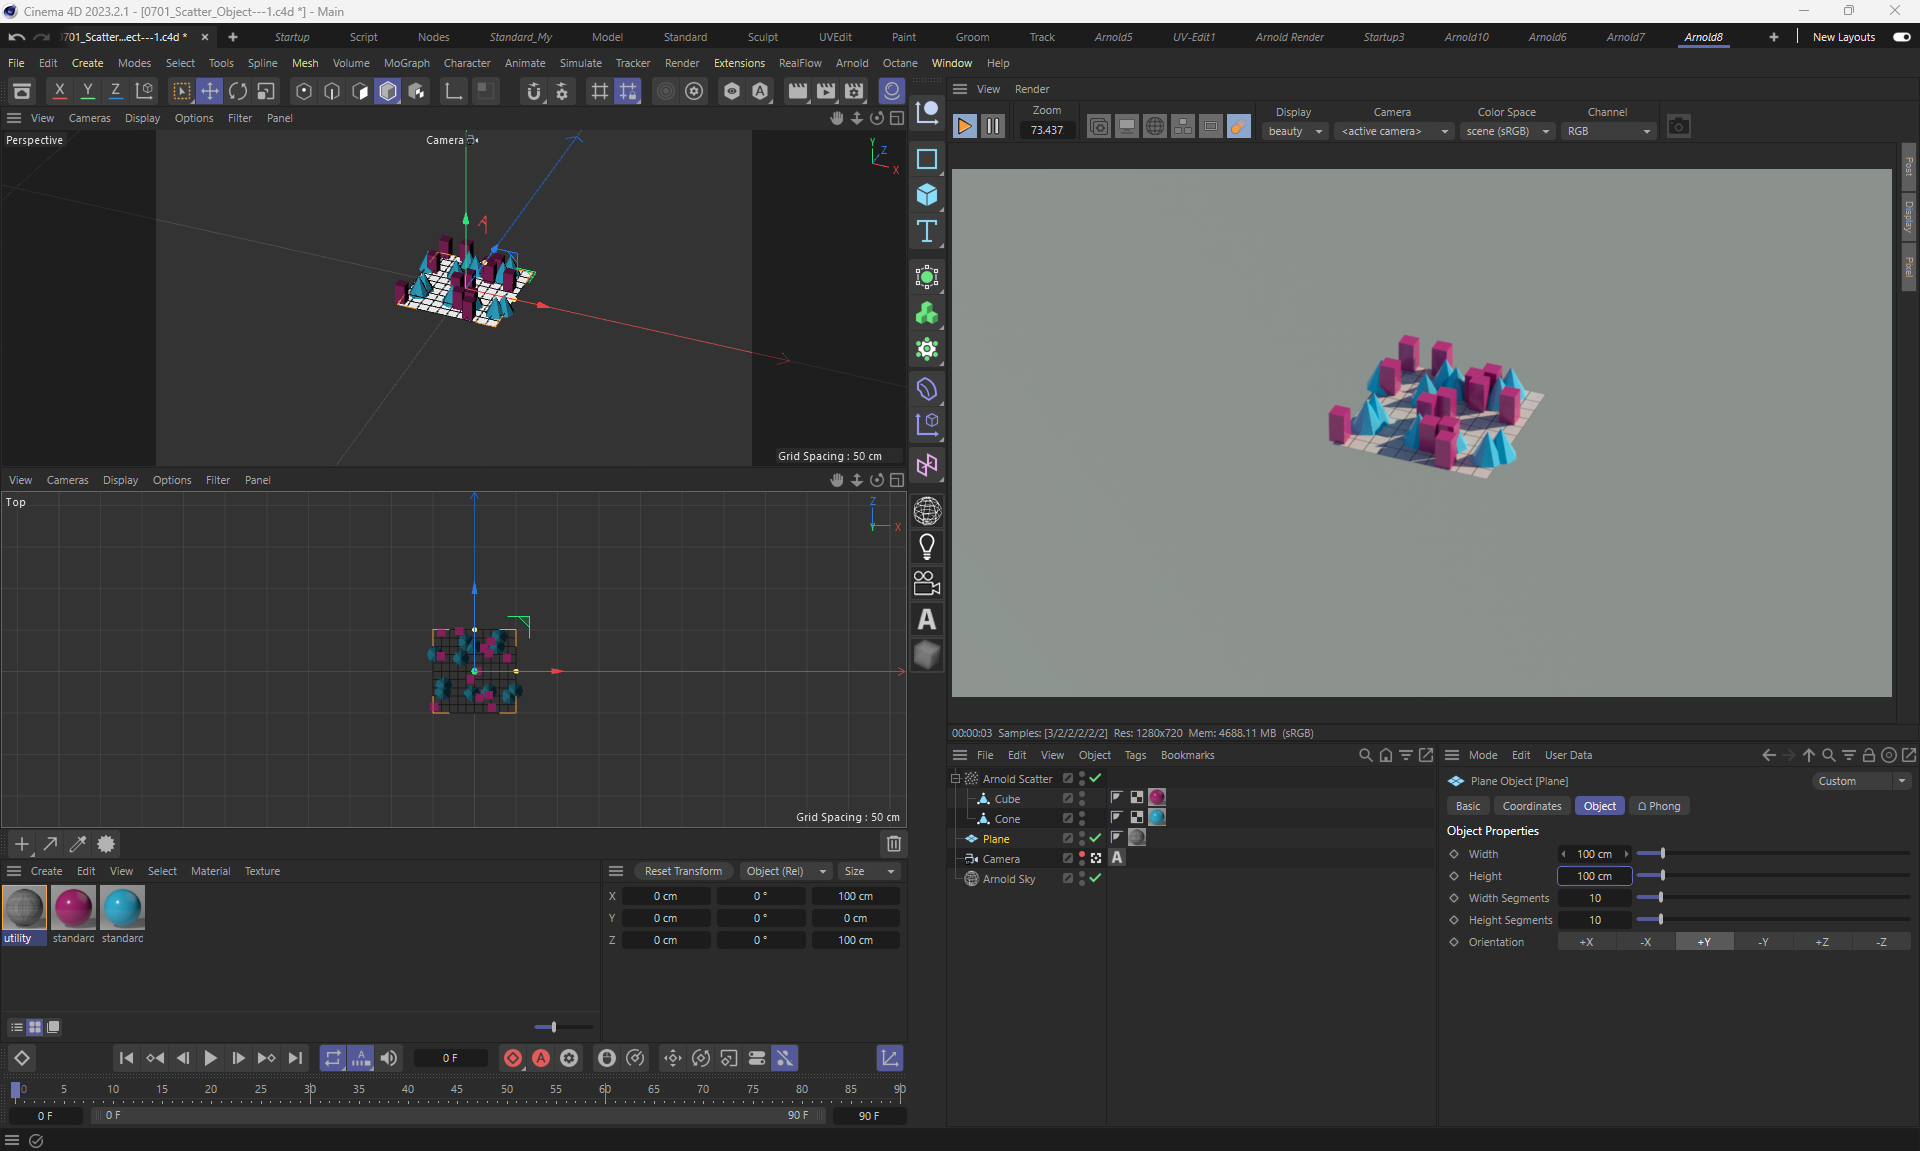 Cinema 4D 2023.2.1 - [0701_Scatter_Object---1.c4d *] - Main
701_Scatter...ect---1.c4d *
Startup Script Nodes Standard_My Model Standard Sculpt UVEdit Paint Groom Track Arnold5 UV-Edit1 Arnold Render Startup3 Arnold10 Arnold6 Arnold7 Arnold8 New Layouts
File Edit Create Modes Select Tools Spline Mesh Volume MoGraph Character Animate Simulate Tracker Render Extensions RealFlow Arnold Octane Window Help
X Y Z
View Render
View Cameras Display Options Filter Panel
Zoom Display Camera Color Space Channel
73.437 beauty <active camera> scene (sRGB) RGB
Perspective
Camera
Y Z X
Post
Display
Pixel
A
Grid Spacing : 50 cm
View Cameras Display Options Filter Panel
Top
Z
Y X
A
Grid Spacing : 50 cm
00:00:03 Samples: [3/2/2/2/2/2] Res: 1280x720 Mem: 4688.11 MB (sRGB)
File Edit View Object Tags Bookmarks
Arnold Scatter
Cube
Cone
Plane
Camera A
Arnold Sky
Mode Edit User Data
Plane Object [Plane] Custom
Basic Coordinates Object Phong
Object Properties
Width 100 cm
Height 100 cm
Width Segments 10
Height Segments 10
Orientation +X -X +Y -Y +Z -Z
Create Edit View Select Material Texture
utility standard standard
Reset Transform Object (Rel) Size
X 0 cm 0 ° 100 cm
Y 0 cm 0 ° 0 cm
Z 0 cm 0 ° 100 cm
0 F
0 5 10 15 20 25 30 35 40 45 50 55 60 65 70 75 80 85 90
0 F 0 F 90 F 90 F